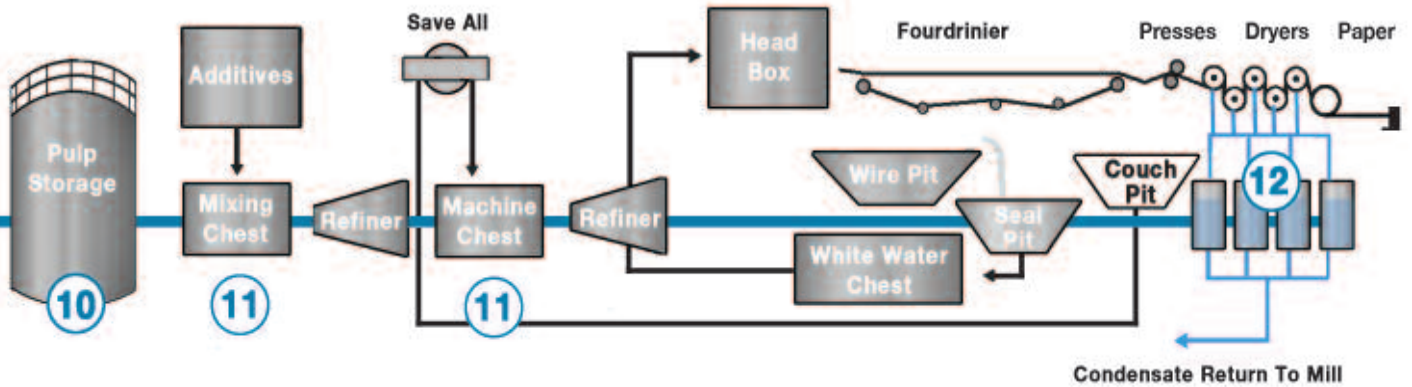 Save All
Fourdrinier
Presses
Dryers
Paper
Additives
Head
Box
Pulp
Storage
Mixing
Chest
Refiner
Machine
Chest
Refiner
Wire Pit
Seal
Pit
Couch
Pit
White Water
Chest
10
11
11
12
Condensate Return To Mill